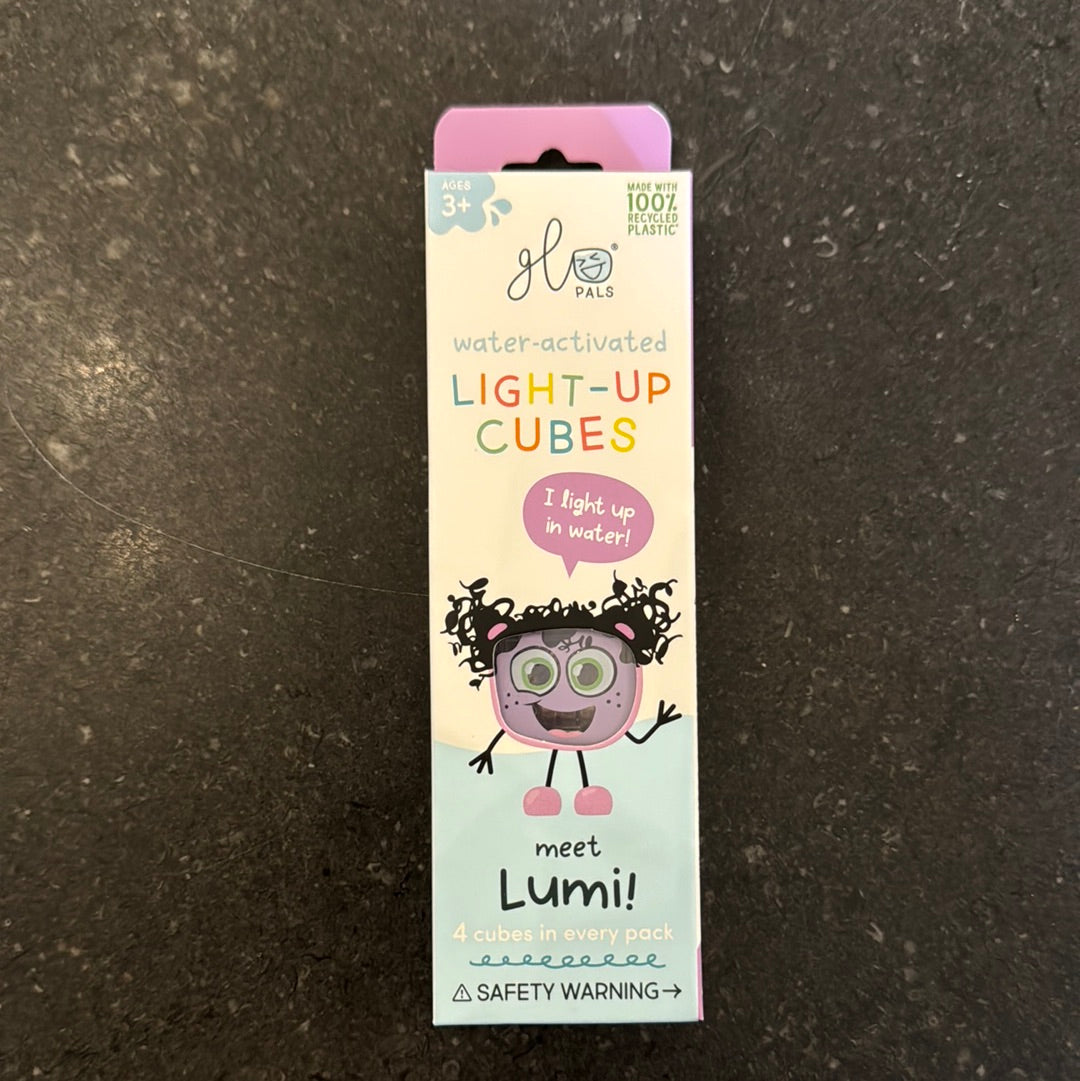 AGES
3+
MADE WITH
100%
RECYCLED
PLASTIC*
glo
PALS
water-activated
LIGHT-UP
CUBES
I light up
in water!
meet
Lumi!
4 cubes in every pack
SAFETY WARNING→